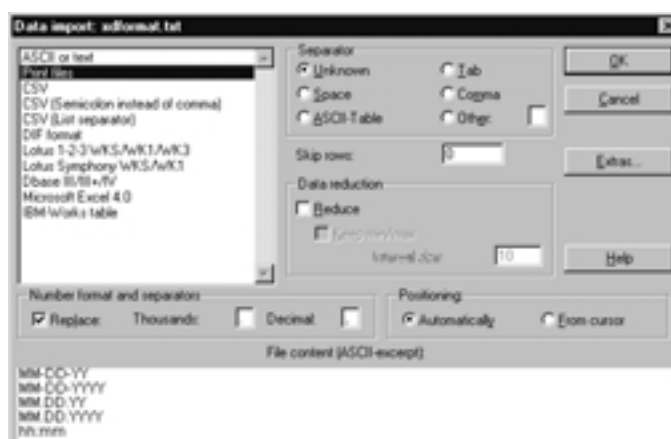 Data import: xdformat.txt
ASCII or text
Print files
CSV
CSV (Semicolon instead of comma)
CSV (List separator)
DIF format
Lotus 1-2-3 WKS/WK1/WK3
Lotus Symphony WKS/WK1
Dbase III/III+/IV
Microsoft Excel 4.0
IBM-Works table
Separator
Unknown
Tab
Space
Comma
ASCII-Table
Other:
Skip rows:
0
Data reduction
Reduce
Keep min/max
Interval size:
10
OK
Cancel
Extras...
Help
Number format and separators
Replace:
Thousands:
Decimal:
.
Positioning:
Automatically
From cursor
File content (ASCII-excerpt):
MM-DD-YY
MM-DD-YYYY
MM.DD.YY
MM.DD.YYYY
hh:mm